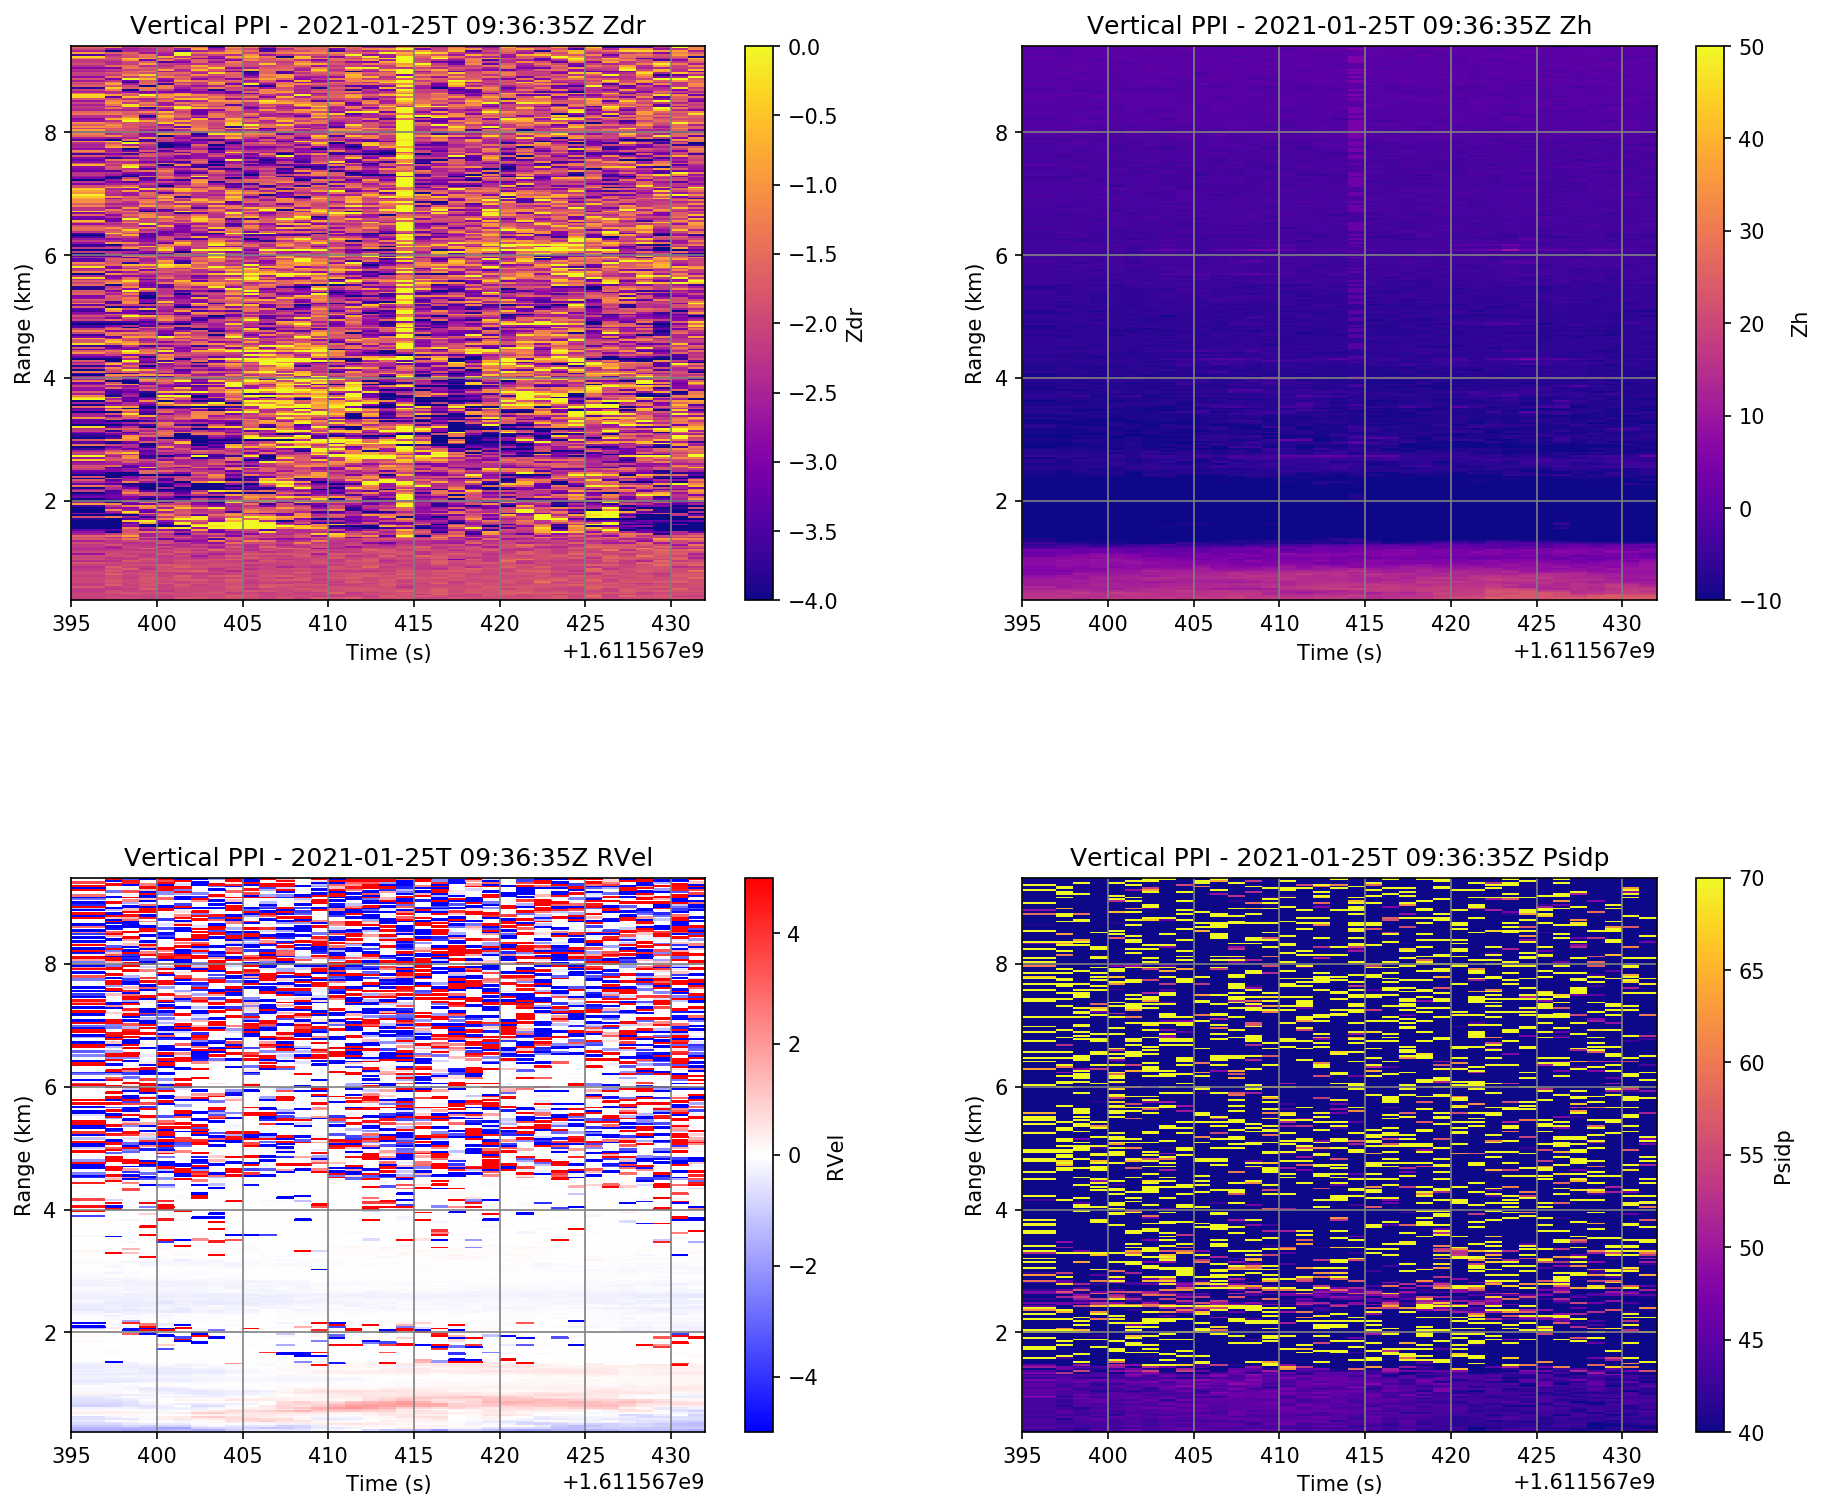 Vertical PPI - 2021-01-25T 09:36:35Z Zdr
Range (km)
8
6
4
2
395 400 405 410 415 420 425 430
Time (s)
+1.611567e9
0.0
−0.5
−1.0
−1.5
−2.0
−2.5
−3.0
−3.5
−4.0
Zdr
Vertical PPI - 2021-01-25T 09:36:35Z Zh
Range (km)
8
6
4
2
395 400 405 410 415 420 425 430
Time (s)
+1.611567e9
50
40
30
20
10
0
−10
Zh
Vertical PPI - 2021-01-25T 09:36:35Z RVel
Range (km)
8
6
4
2
395 400 405 410 415 420 425 430
Time (s)
+1.611567e9
4
2
0
−2
−4
RVel
Vertical PPI - 2021-01-25T 09:36:35Z Psidp
Range (km)
8
6
4
2
395 400 405 410 415 420 425 430
Time (s)
+1.611567e9
70
65
60
55
50
45
40
Psidp